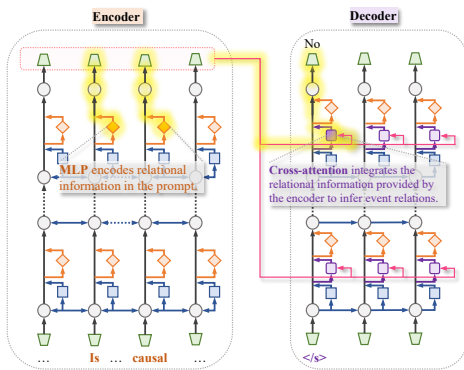 Encoder
Decoder
No
MLP encodes relational
information in the prompt.
Cross-attention integrates the
relational information provided by
the encoder to infer event relations.
... Is ... causal ...
</s>